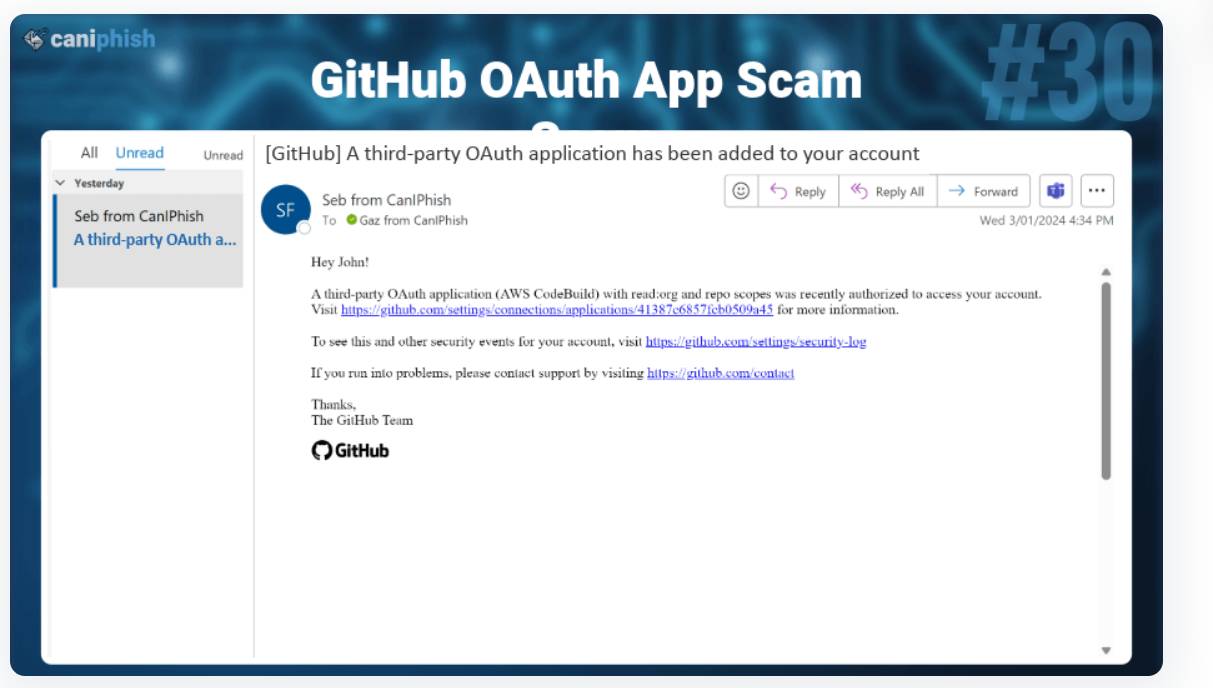 caniphish
#30
GitHub OAuth App Scam
All Unread Unread
Yesterday
Seb from CanIPhish
A third-party OAuth a...
[GitHub] A third-party OAuth application has been added to your account
SF
Seb from CanIPhish
To Gaz from CanIPhish
Reply Reply All Forward
Wed 3/01/2024 4:34 PM
Hey John!
A third-party OAuth application (AWS CodeBuild) with read:org and repo scopes was recently authorized to access your account.
Visit https://github.com/settings/connections/applications/41387c6857fcb0509a45 for more information.
To see this and other security events for your account, visit https://github.com/settings/security-log
If you run into problems, please contact support by visiting https://github.com/contact
Thanks,
The GitHub Team
GitHub